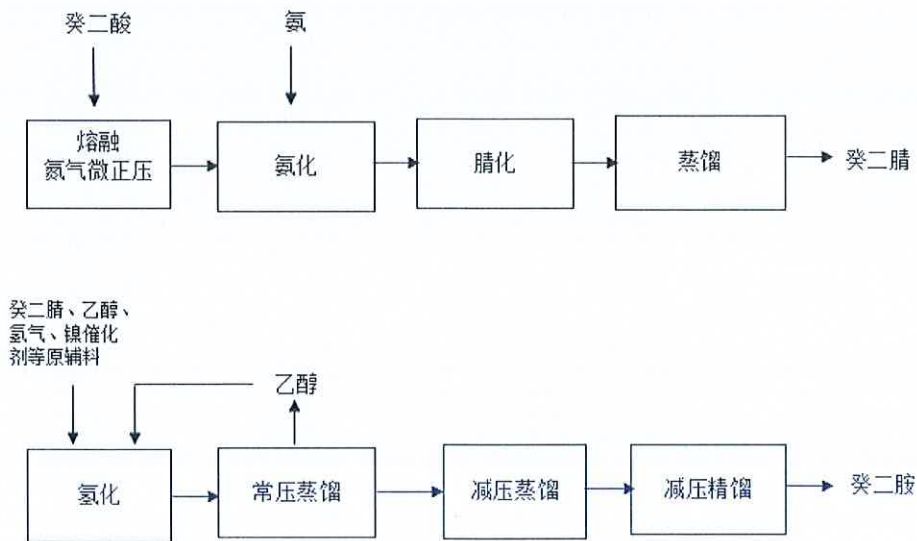 癸二酸
氨
熔融
氮气微正压
氨化
腈化
蒸馏
癸二腈
癸二腈、乙醇、
氢气、镍催化
剂等原辅料
乙醇
氢化
常压蒸馏
减压蒸馏
减压精馏
癸二胺